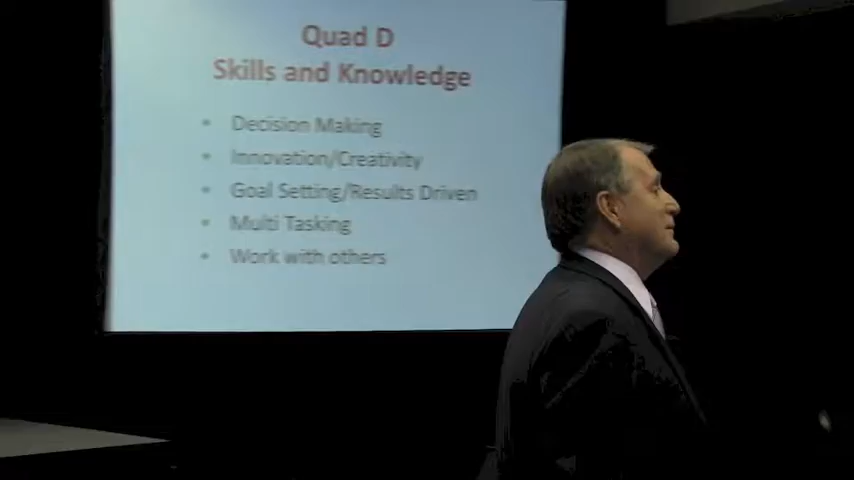 Quad D
Skills and Knowledge
• Decision Making
• Innovation/Creativity
• Goal Setting/Results Driven
• Multi Tasking
• Work with others